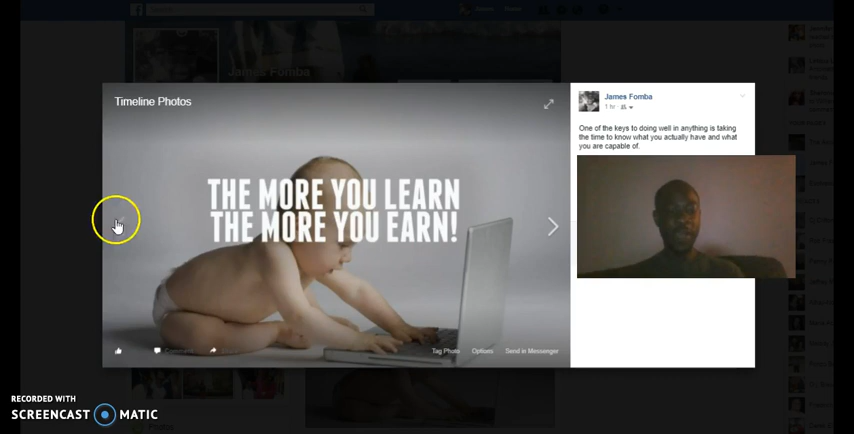 James Fomba
Timeline Photos
James Fomba
1 hr
One of the keys to doing well in anything is taking
the time to know what you actually have and what
you are capable of.
THE MORE YOU LEARN
THE MORE YOU EARN!
Tag Photo Options Send in Messenger
RECORDED WITH
SCREENCAST MATIC
Photos